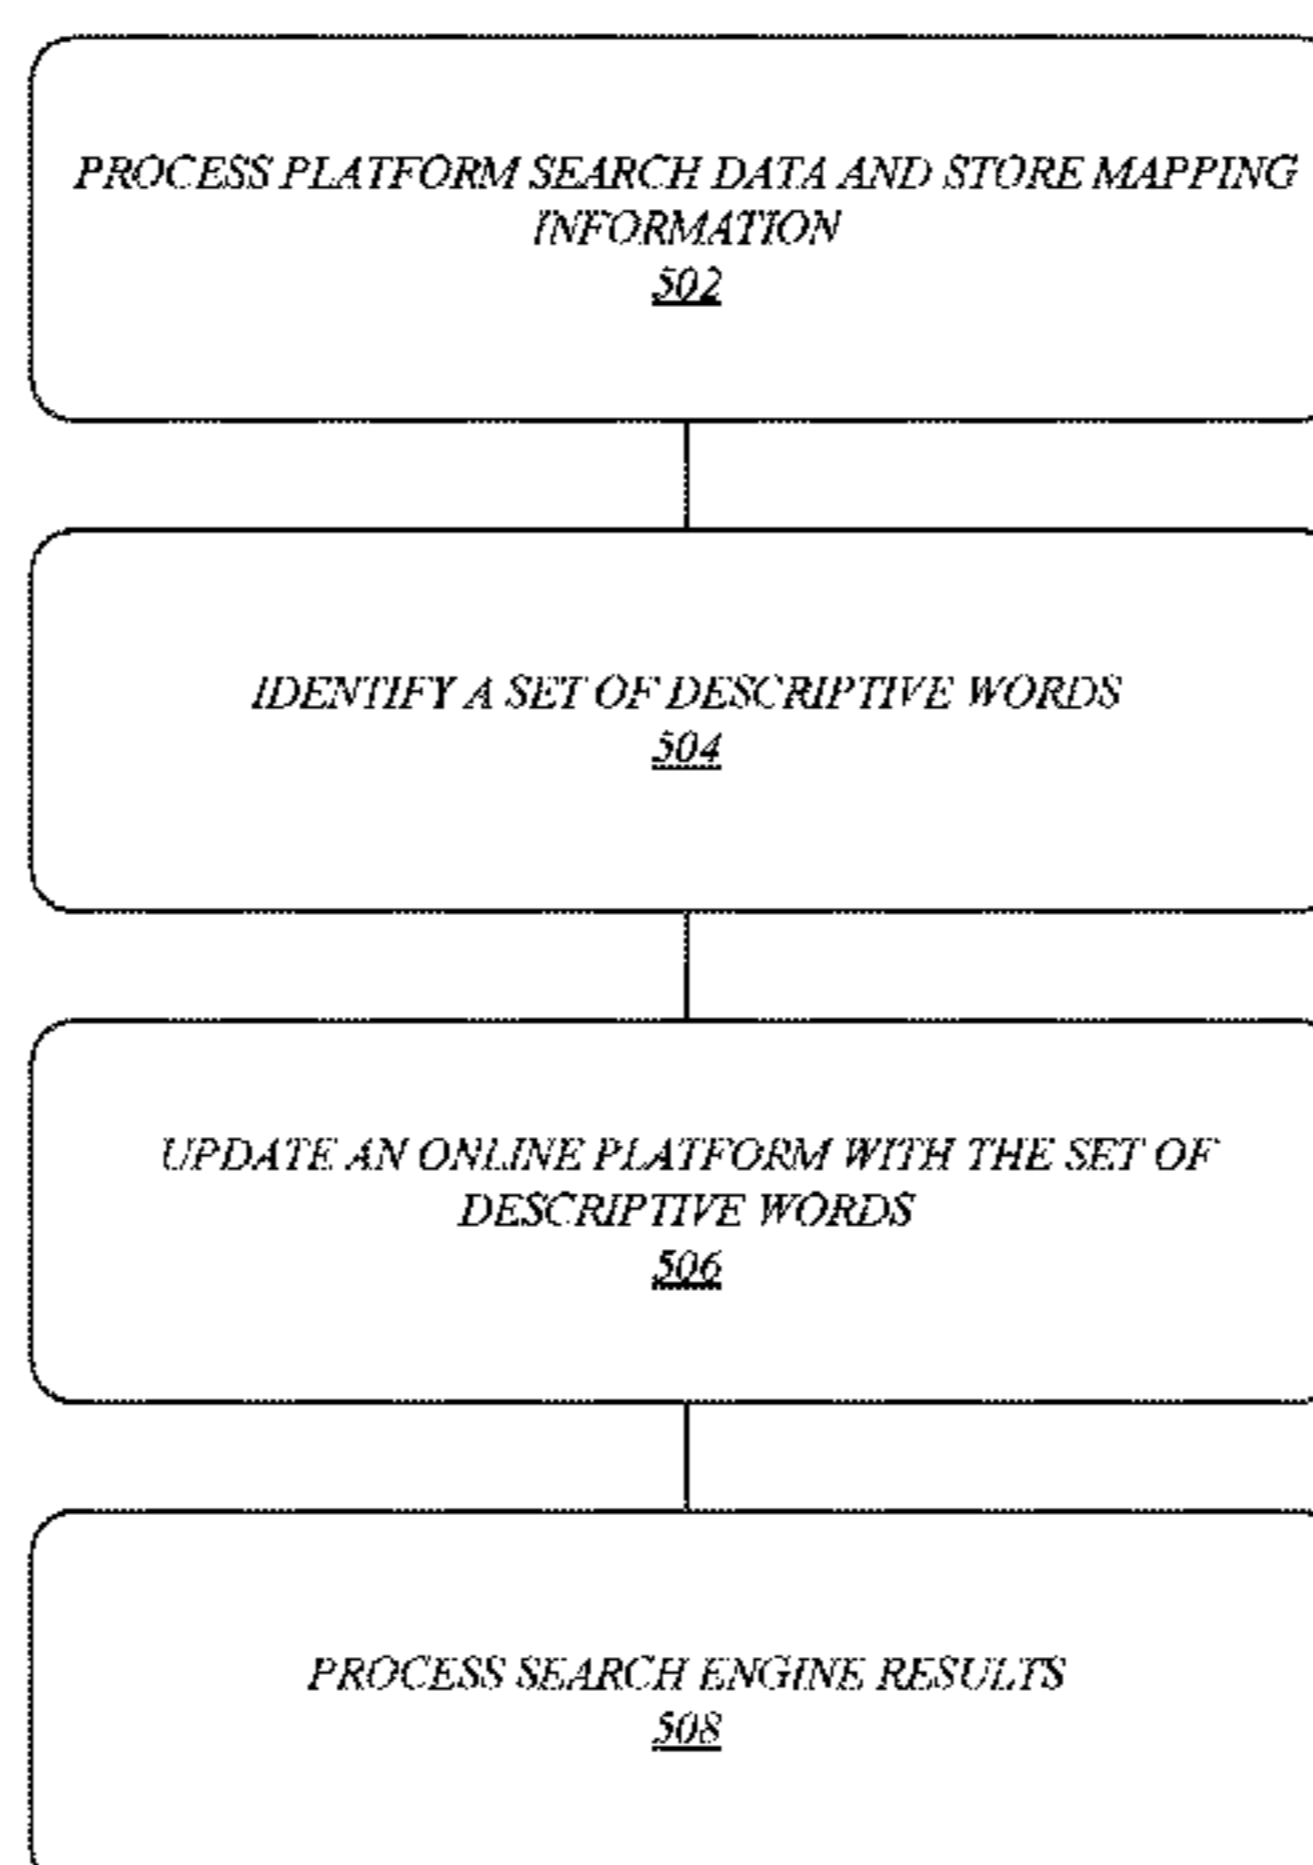 PROCESS PLATFORM SEARCH DATA AND STORE MAPPING
INFORMATION
502
IDENTIFY A SET OF DESCRIPTIVE WORDS
504
UPDATE AN ONLINE PLATFORM WITH THE SET OF
DESCRIPTIVE WORDS
506
PROCESS SEARCH ENGINE RESULTS
508